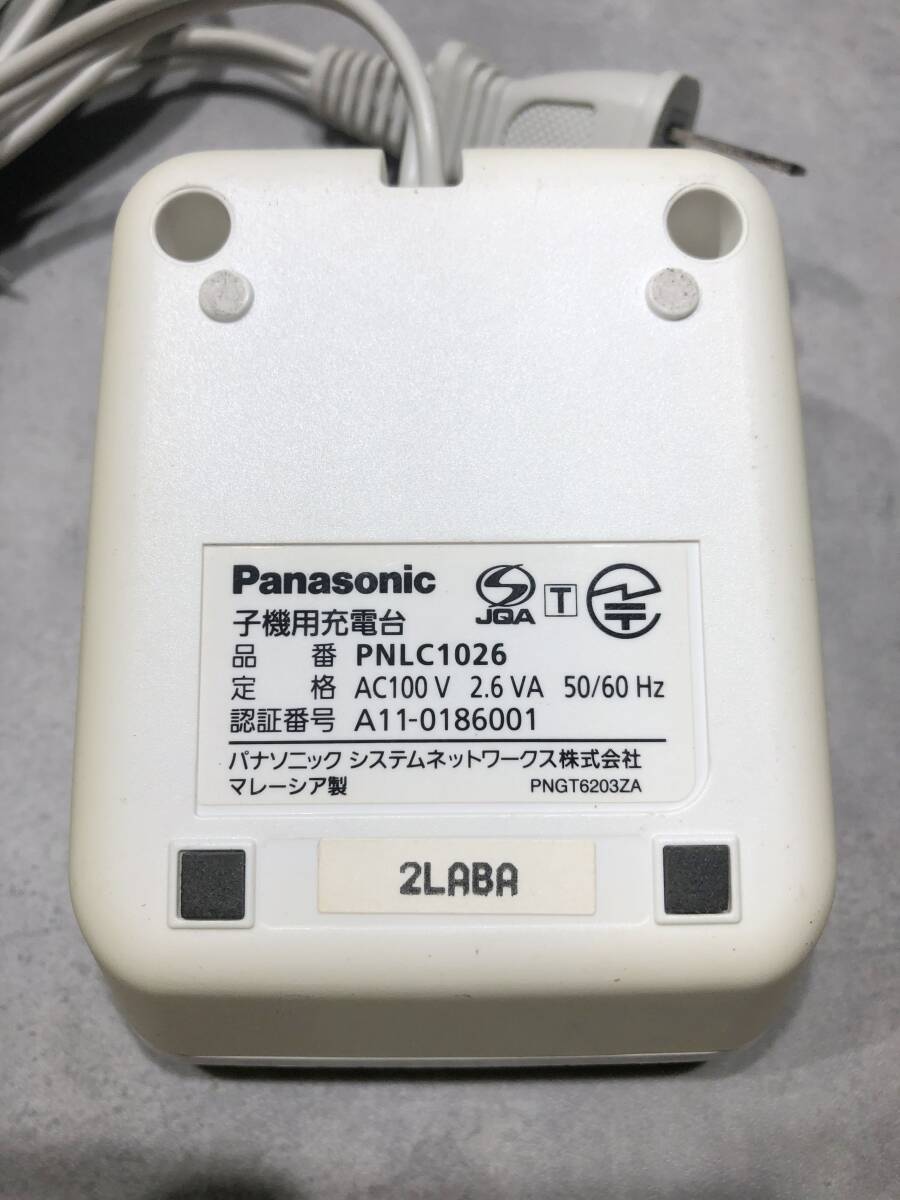 Panasonic
JQA T
子機用充電台
品番 PNLC1026
定格 AC100 V 2.6 VA 50/60 Hz
認証番号 A11-0186001
パナソニック システムネットワークス株式会社
マレーシア製 PNGT6203ZA
2LABA